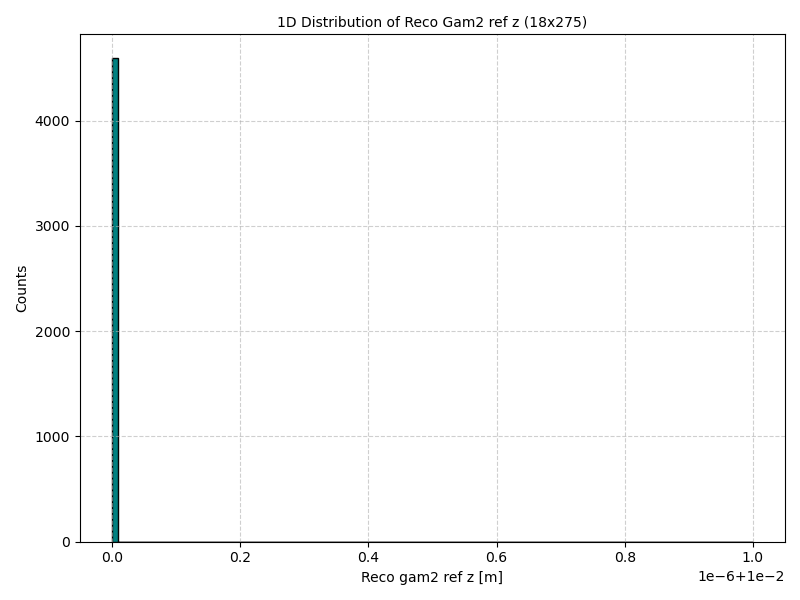 1D Distribution of Reco Gam2 ref z (18x275)
Counts
4000
3000
2000
1000
0
0.0 0.2 0.4 0.6 0.8 1.0
Reco gam2 ref z [m]
1e−6+1e−2